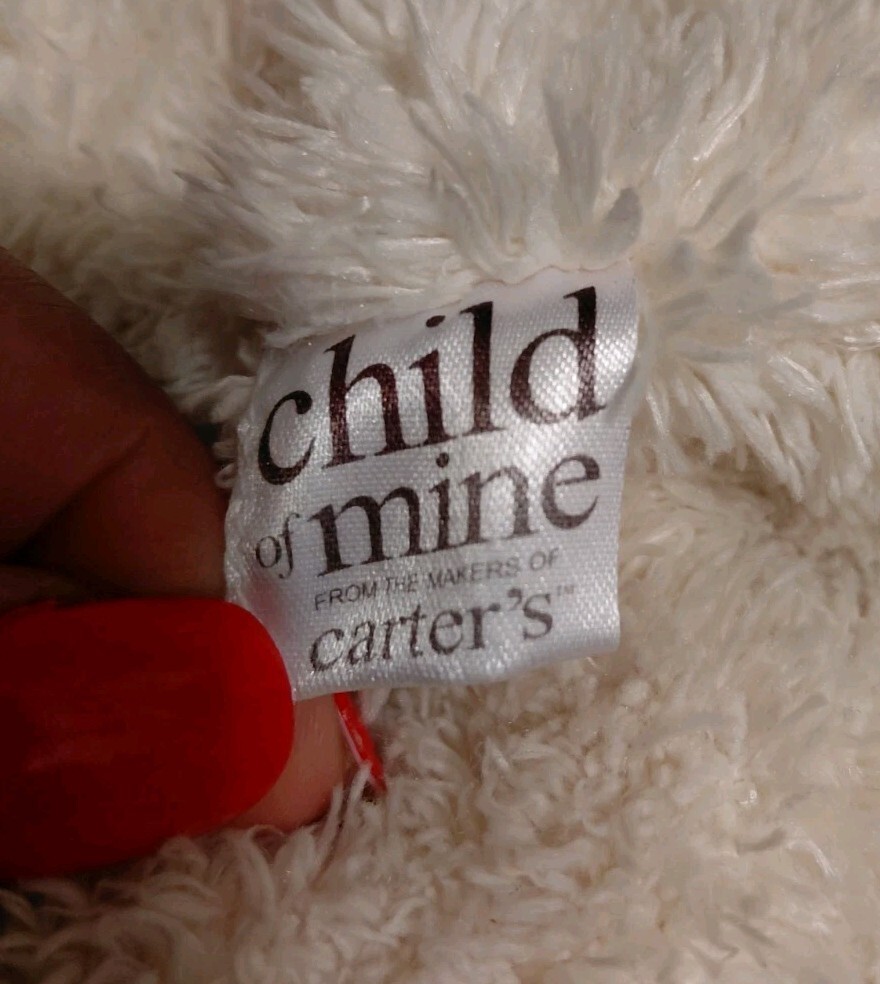 child
of mine
FROM THE MAKERS OF
carter's™